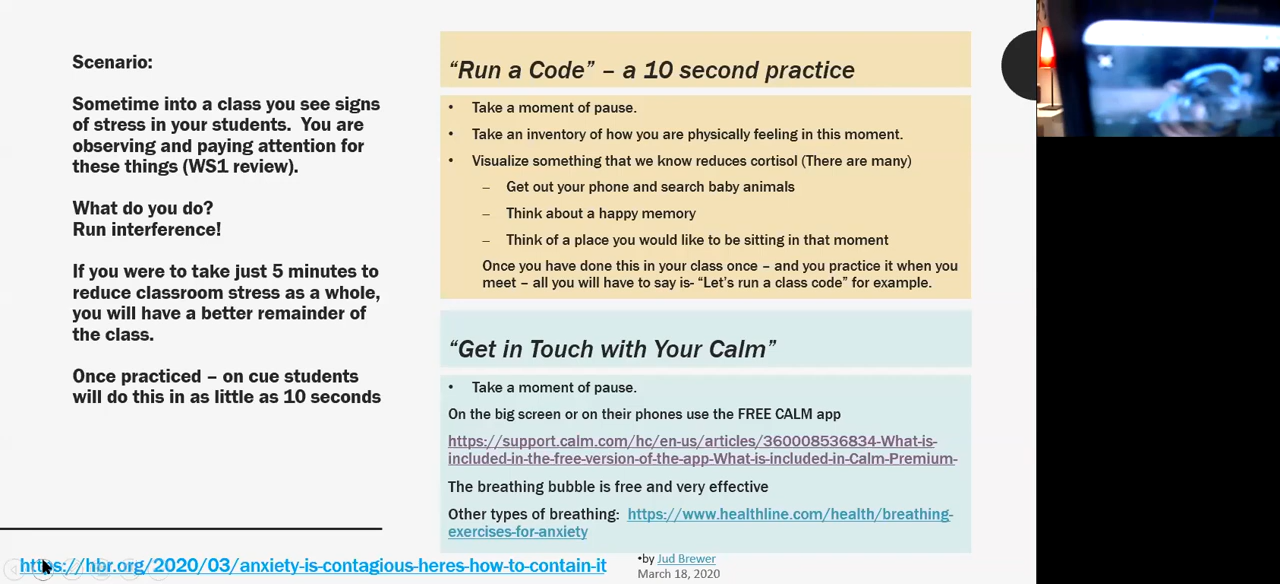 Scenario:
Sometime into a class you see signs
of stress in your students.  You are
observing and paying attention for
these things (WS1 review).
What do you do?
Run interference!
If you were to take just 5 minutes to
reduce classroom stress as a whole,
you will have a better remainder of
the class.
Once practiced – on cue students
will do this in as little as 10 seconds
“Run a Code” – a 10 second practice
• Take a moment of pause.
• Take an inventory of how you are physically feeling in this moment.
• Visualize something that we know reduces cortisol (There are many)
– Get out your phone and search baby animals
– Think about a happy memory
– Think of a place you would like to be sitting in that moment
Once you have done this in your class once – and you practice it when you
meet – all you will have to say is- “Let’s run a class code” for example.
“Get in Touch with Your Calm”
• Take a moment of pause.
On the big screen or on their phones use the FREE CALM app
https://support.calm.com/hc/en-us/articles/360008536834-What-is-
included-in-the-free-version-of-the-app-What-is-included-in-Calm-Premium-
The breathing bubble is free and very effective
Other types of breathing:  https://www.healthline.com/health/breathing-
exercises-for-anxiety
https://hbr.org/2020/03/anxiety-is-contagious-heres-how-to-contain-it
•by Jud Brewer
March 18, 2020